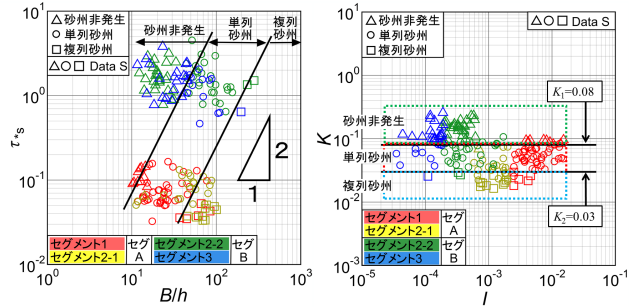 △ 砂州非発生
○ 単列砂州
□ 複列砂州
△○□ Data S
砂州非発生
単列
砂州
複列
砂州
10¹
10⁰
10⁻¹
10⁻²
τ*s
2
1
セグメント1
セグメント2-1
セグ
A
セグメント2-2
セグメント3
セグ
B
10⁰
10¹
10²
10³
B/h
△ 砂州非発生
○ 単列砂州
□ 複列砂州
△○□ Data S
10¹
10⁰
10⁻¹
10⁻²
10⁻³
K
K₁=0.08
砂州非発生
単列砂州
複列砂州
K₂=0.03
セグメント1
セグメント2-1
セグ
A
セグメント2-2
セグメント3
セグ
B
10⁻⁵
10⁻⁴
10⁻³
10⁻²
10⁻¹
I